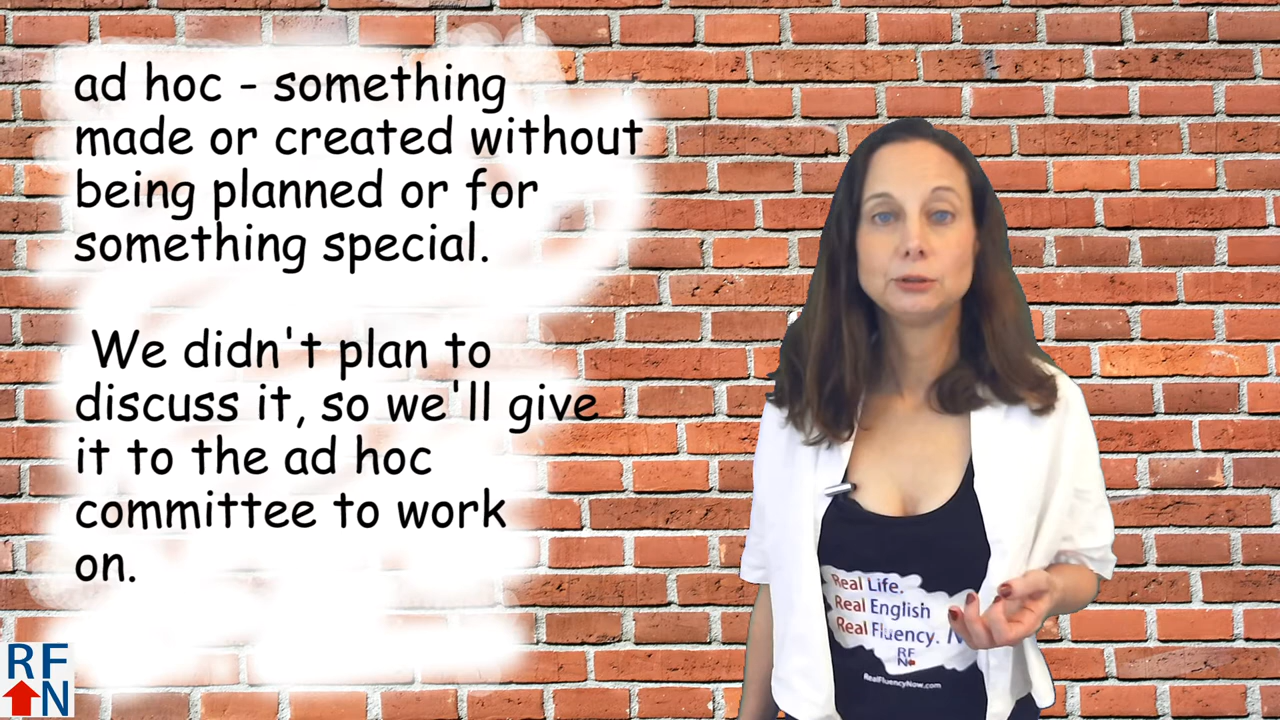 ad hoc - something
made or created without
being planned or for
something special.
We didn't plan to
discuss it, so we'll give
it to the ad hoc
committee to work
on.
Real Life.
Real English
Real Fluency.
RF
N
RealFluencyNow.com
RF
N